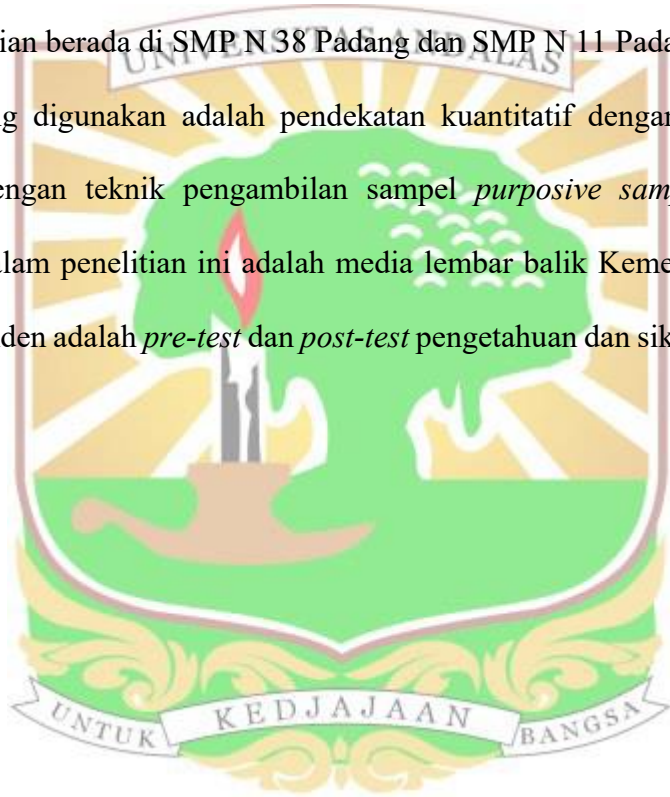 ian berada di SMP N 38 Padang dan SMP N 11 Pada
UNIVERSITAS ANDALAS
g digunakan adalah pendekatan kuantitatif dengan
engan teknik pengambilan sampel purposive samp
alam penelitian ini adalah media lembar balik Keme
den adalah pre-test dan post-test pengetahuan dan sik
UNTUK KEDJAJAAN BANGSA